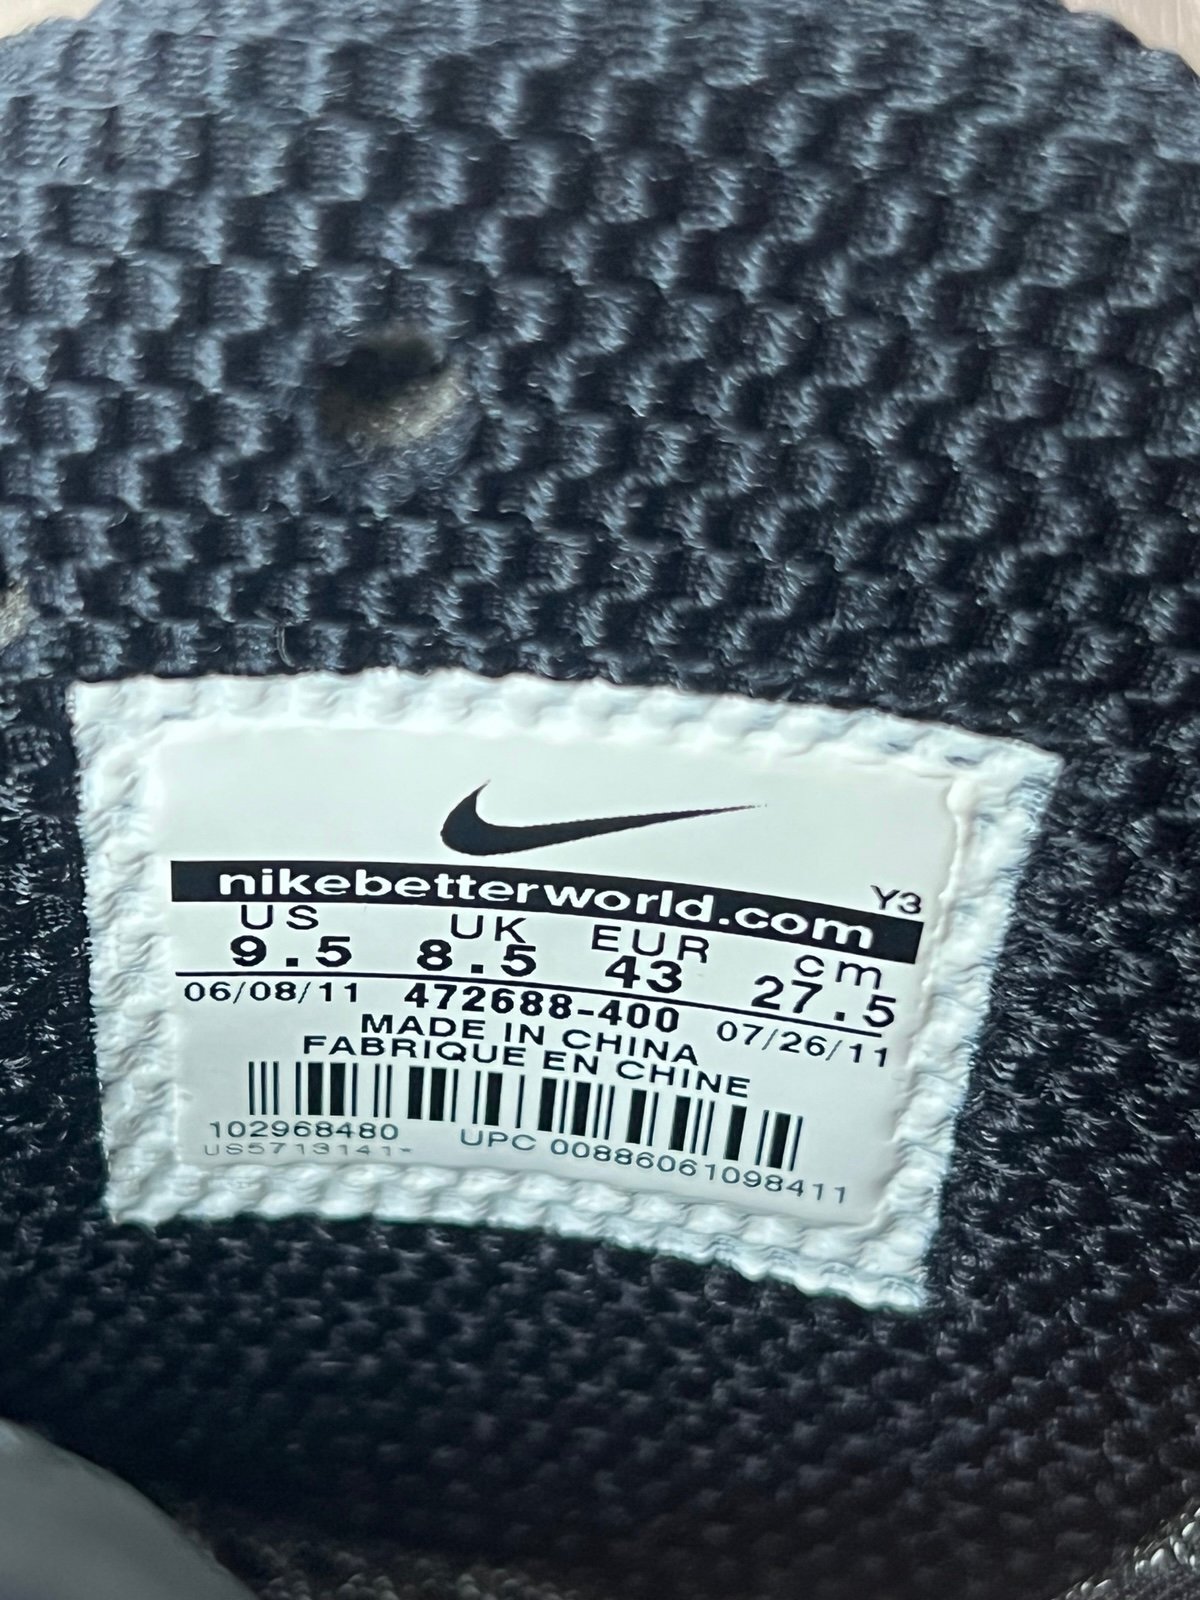 nikebetterworld.com
Y3
US UK EUR cm
9.5 8.5 43 27.5
06/08/11 472688-400 07/26/11
MADE IN CHINA
FABRIQUE EN CHINE
102968480 UPC 00886061098411
US5713141*